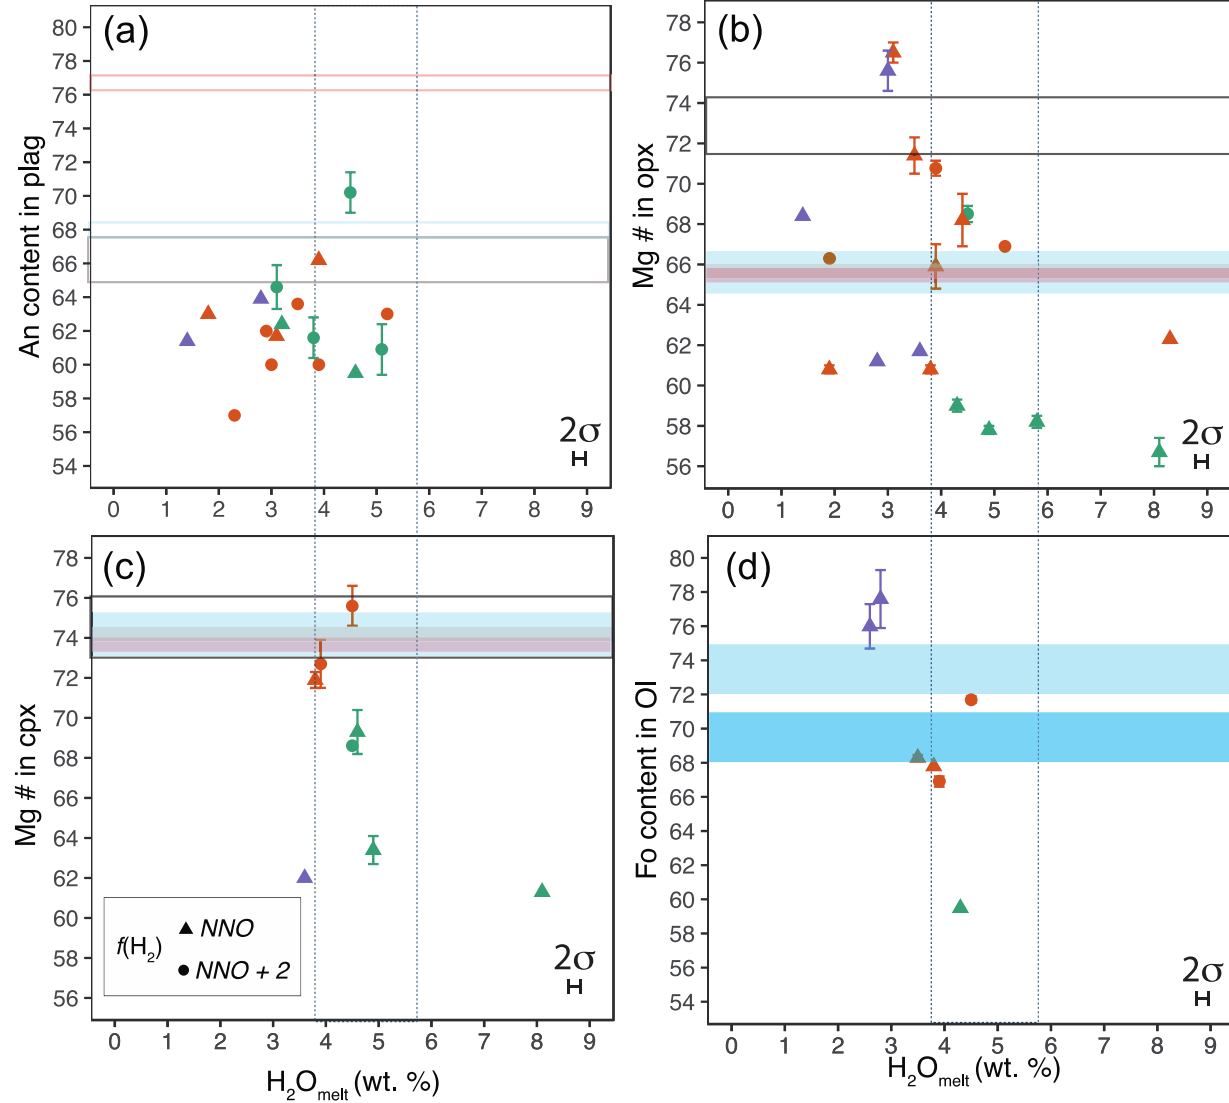 (a)
An content in plag
80
78
76
74
72
70
68
66
64
62
60
58
56
54
0 1 2 3 4 5 6 7 8 9
2σ
(b)
Mg # in opx
78
76
74
72
70
68
66
64
62
60
58
56
0 1 2 3 4 5 6 7 8 9
2σ
(c)
Mg # in cpx
78
76
74
72
70
68
66
64
62
60
58
56
f(H₂)
NNO
NNO + 2
2σ
0 1 2 3 4 5 6 7 8 9
H₂Omelt (wt. %)
(d)
Fo content in Ol
80
78
76
74
72
70
68
66
64
62
60
58
56
54
2σ
0 1 2 3 4 5 6 7 8 9
H₂Omelt (wt. %)